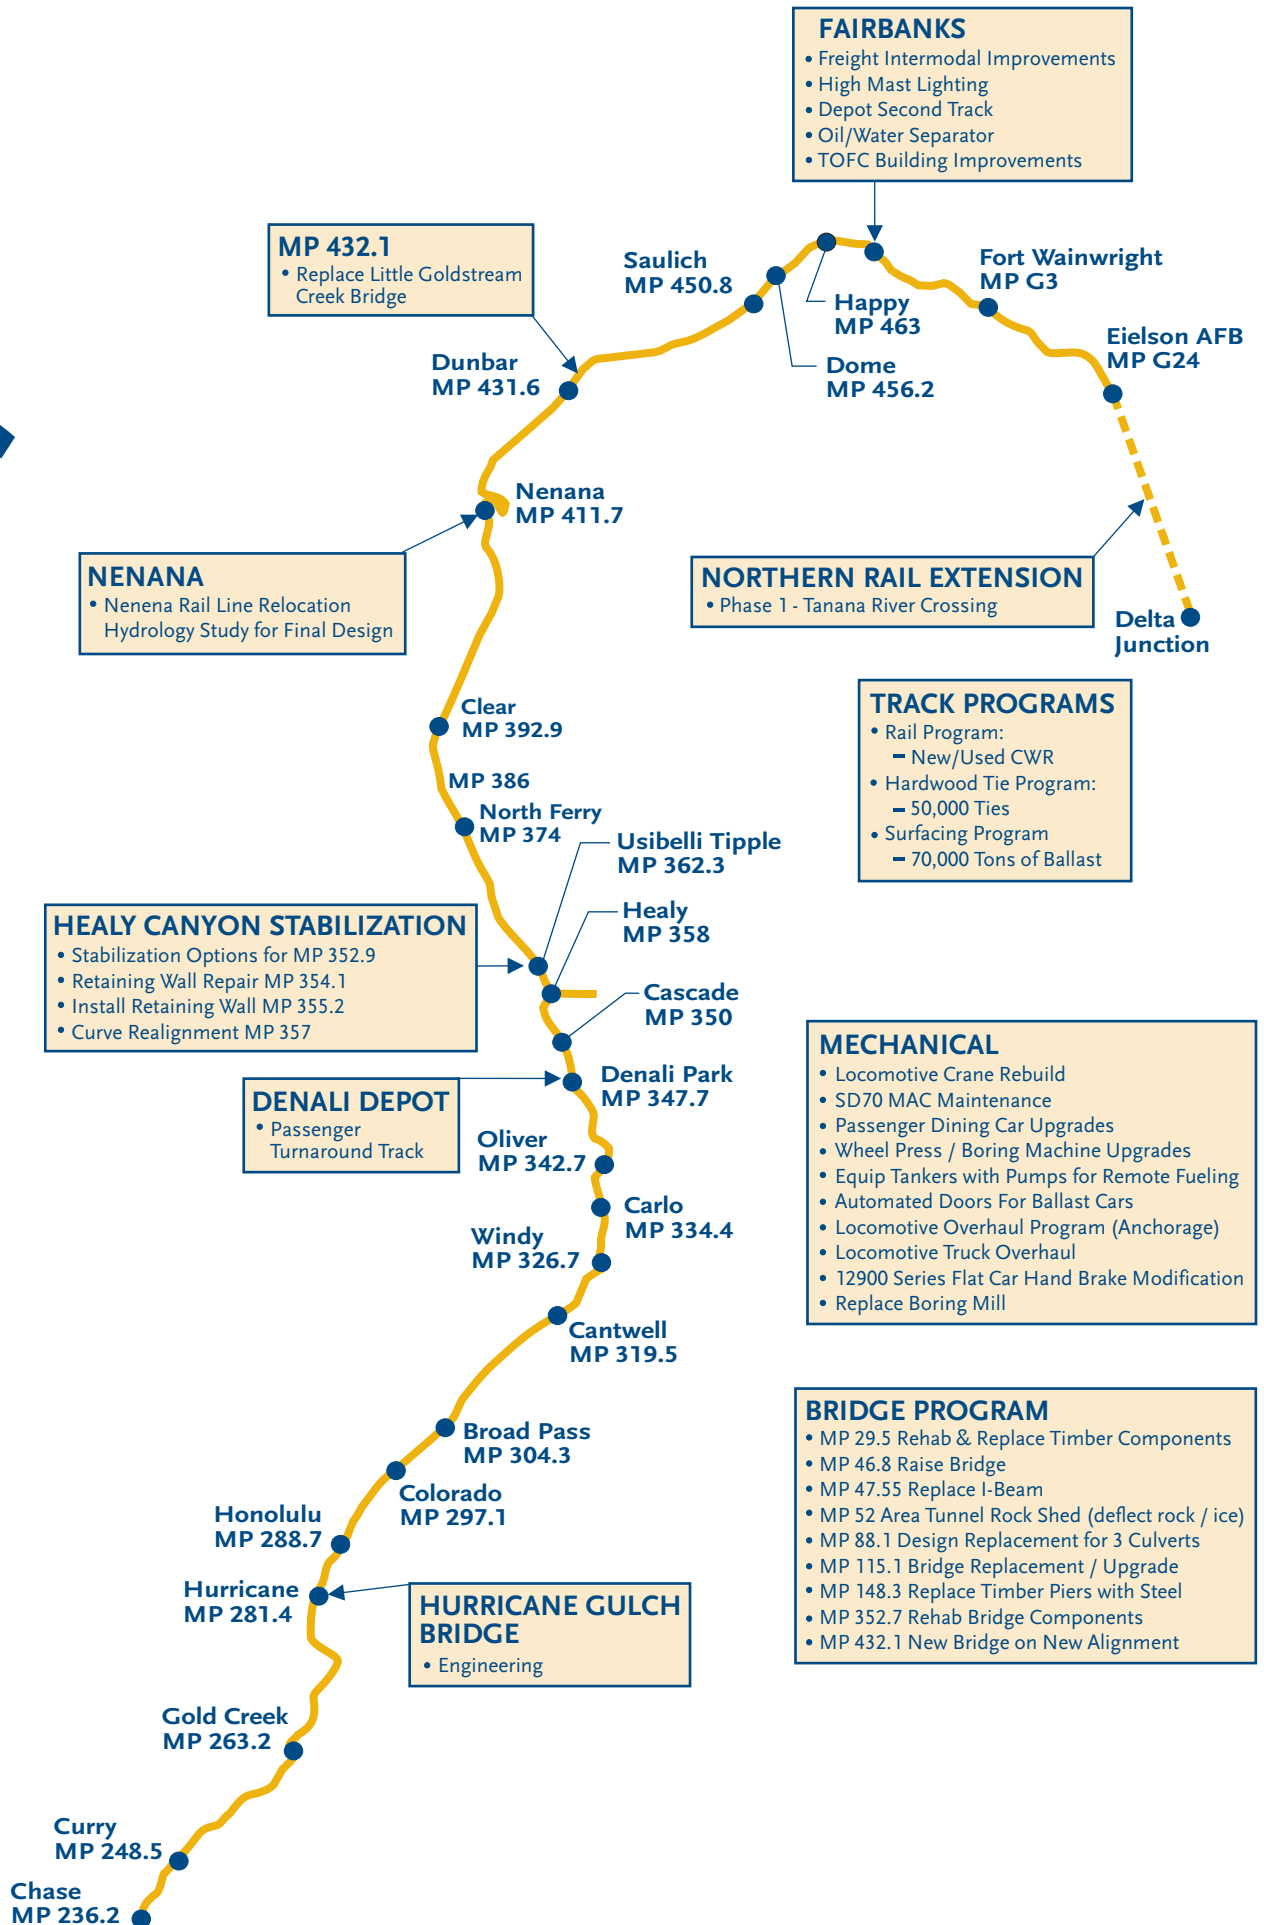 FAIRBANKS
• Freight Intermodal Improvements
• High Mast Lighting
• Depot Second Track
• Oil/Water Separator
• TOFC Building Improvements
MP 432.1
• Replace Little Goldstream
Creek Bridge
Saulich
MP 450.8
Happy
MP 463
Dome
MP 456.2
Fort Wainwright
MP G3
Eielson AFB
MP G24
Dunbar
MP 431.6
Nenana
MP 411.7
NENANA
• Nenena Rail Line Relocation
Hydrology Study for Final Design
NORTHERN RAIL EXTENSION
• Phase 1 - Tanana River Crossing
Delta
Junction
TRACK PROGRAMS
• Rail Program:
– New/Used CWR
• Hardwood Tie Program:
– 50,000 Ties
• Surfacing Program
– 70,000 Tons of Ballast
Clear
MP 392.9
MP 386
North Ferry
MP 374
Usibelli Tipple
MP 362.3
Healy
MP 358
HEALY CANYON STABILIZATION
• Stabilization Options for MP 352.9
• Retaining Wall Repair MP 354.1
• Install Retaining Wall MP 355.2
• Curve Realignment MP 357
Cascade
MP 350
Denali Park
MP 347.7
DENALI DEPOT
• Passenger
Turnaround Track
MECHANICAL
• Locomotive Crane Rebuild
• SD70 MAC Maintenance
• Passenger Dining Car Upgrades
• Wheel Press / Boring Machine Upgrades
• Equip Tankers with Pumps for Remote Fueling
• Automated Doors For Ballast Cars
• Locomotive Overhaul Program (Anchorage)
• Locomotive Truck Overhaul
• 12900 Series Flat Car Hand Brake Modification
• Replace Boring Mill
Oliver
MP 342.7
Carlo
MP 334.4
Windy
MP 326.7
Cantwell
MP 319.5
Broad Pass
MP 304.3
Colorado
MP 297.1
Honolulu
MP 288.7
Hurricane
MP 281.4
HURRICANE GULCH
BRIDGE
• Engineering
BRIDGE PROGRAM
• MP 29.5 Rehab & Replace Timber Components
• MP 46.8 Raise Bridge
• MP 47.55 Replace I-Beam
• MP 52 Area Tunnel Rock Shed (deflect rock / ice)
• MP 88.1 Design Replacement for 3 Culverts
• MP 115.1 Bridge Replacement / Upgrade
• MP 148.3 Replace Timber Piers with Steel
• MP 352.7 Rehab Bridge Components
• MP 432.1 New Bridge on New Alignment
Gold Creek
MP 263.2
Curry
MP 248.5
Chase
MP 236.2